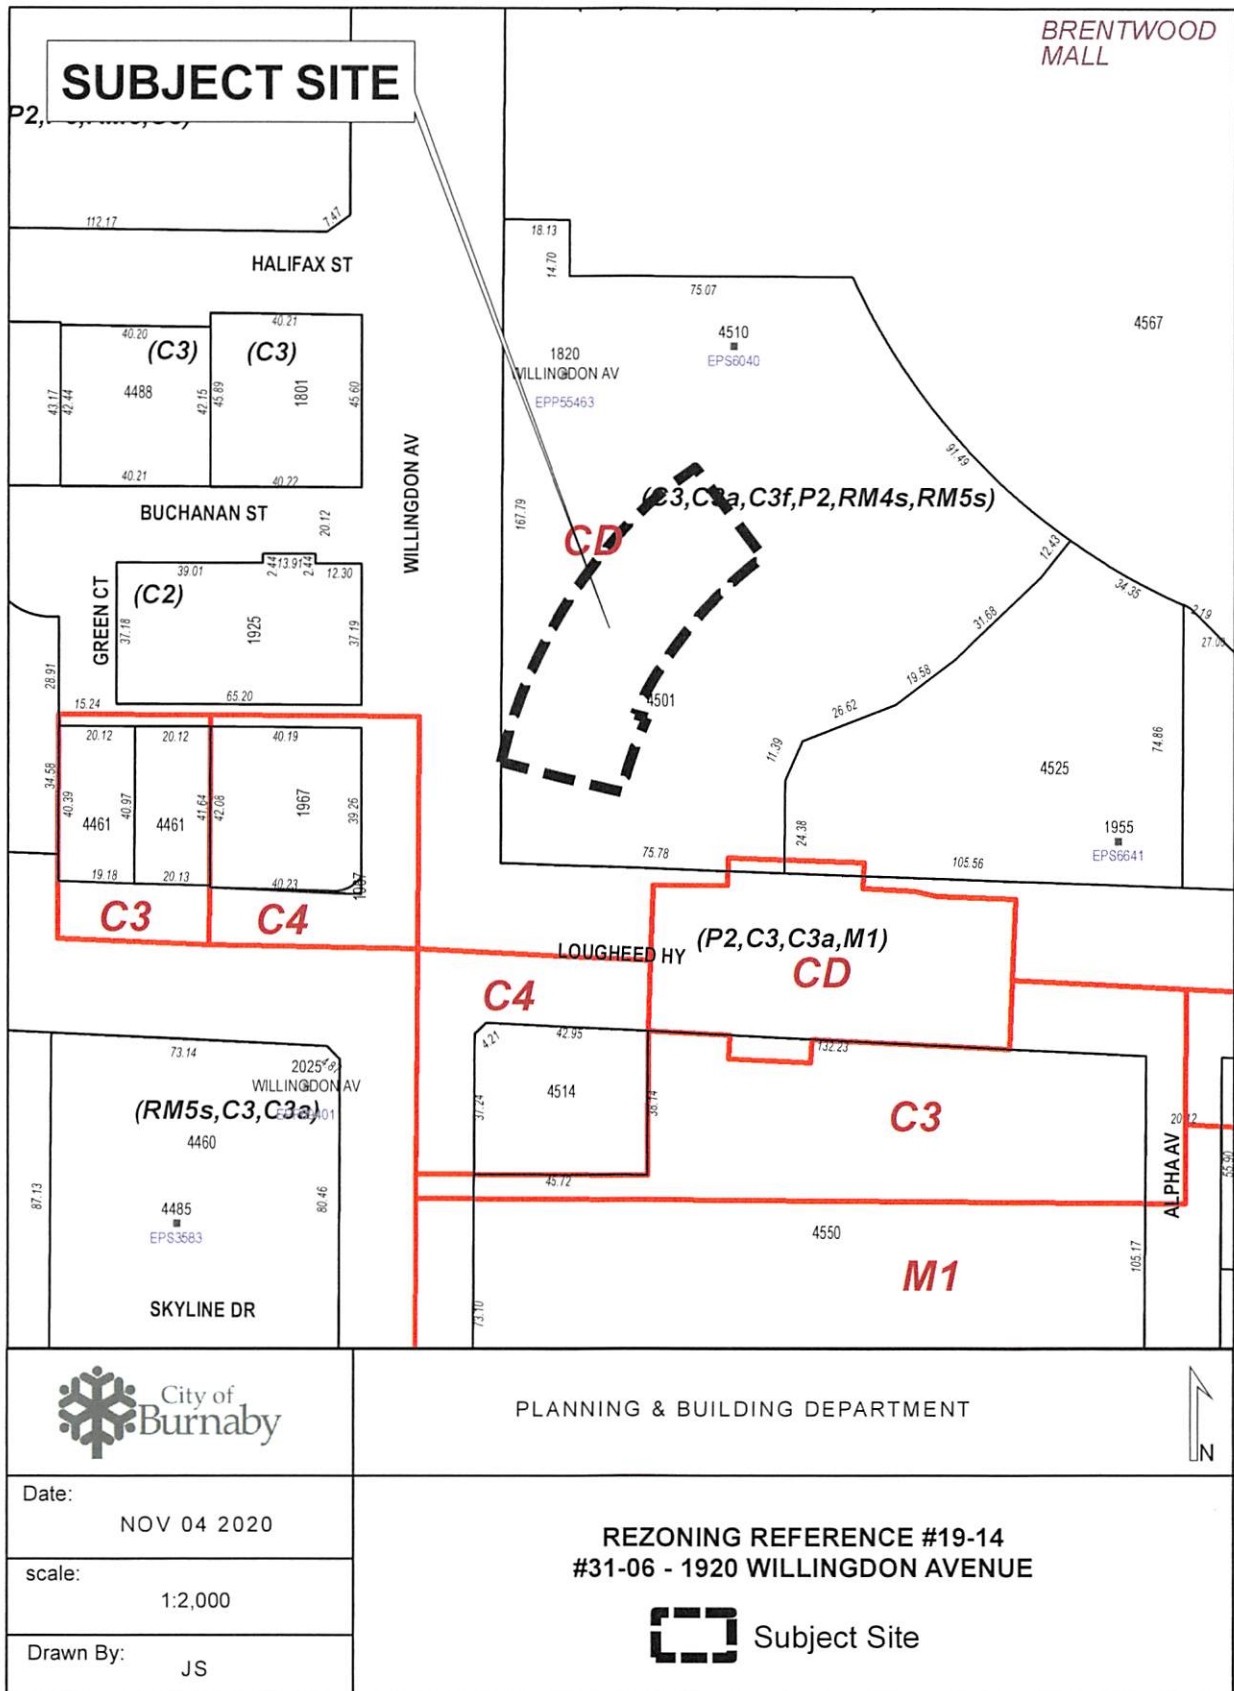 BRENTWOOD
MALL
SUBJECT SITE
112.17
7.47
HALIFAX ST
18.13
14.70
75.07
4510
EPS6040
4567
1820
WILLINGDON AV
EPP55463
40.20
(C3)
4488
43.17
42.44
42.15
40.21
40.21
(C3)
1801
45.89
45.60
40.22
WILLINGDON AV
BUCHANAN ST
20.12
167.79
91.49
(C3,C3a,C3f,P2,RM4s,RM5s)
CD
12.43
34.35
2.19
31.68
19.58
26.62
11.39
24.38
74.86
4501
4525
1955
EPS6641
GREEN CT
39.01
2.44
13.91
2.44
12.30
(C2)
37.18
1925
37.19
65.20
28.91
15.24
20.12
20.12
40.19
34.58
40.39
40.97
41.64
42.08
1967
39.26
4461
4461
19.18
20.13
40.23
C3
C4
75.78
105.56
LOUGHEED HY
(P2,C3,C3a,M1)
CD
C4
73.14
2025
WILLINGDON AV
(RM5s,C3,C3a)
4460
4485
EPS3583
87.13
80.46
SKYLINE DR
4.21
42.95
37.24
4514
38.14
45.72
132.23
C3
20.12
ALPHA AV
55.90
4550
M1
73.10
105.17
City of
Burnaby
PLANNING & BUILDING DEPARTMENT
N
Date:
NOV 04 2020
scale:
1:2,000
Drawn By:
JS
REZONING REFERENCE #19-14
#31-06 - 1920 WILLINGDON AVENUE
Subject Site